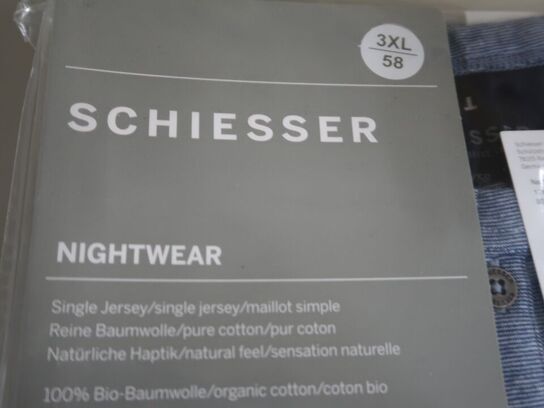 3XL
58
SCHIESSER
NIGHTWEAR
Single Jersey/single jersey/maillot simple
Reine Baumwolle/pure cotton/pur coton
Natürliche Haptik/natural feel/sensation naturelle
100% Bio-Baumwolle/organic cotton/coton bio